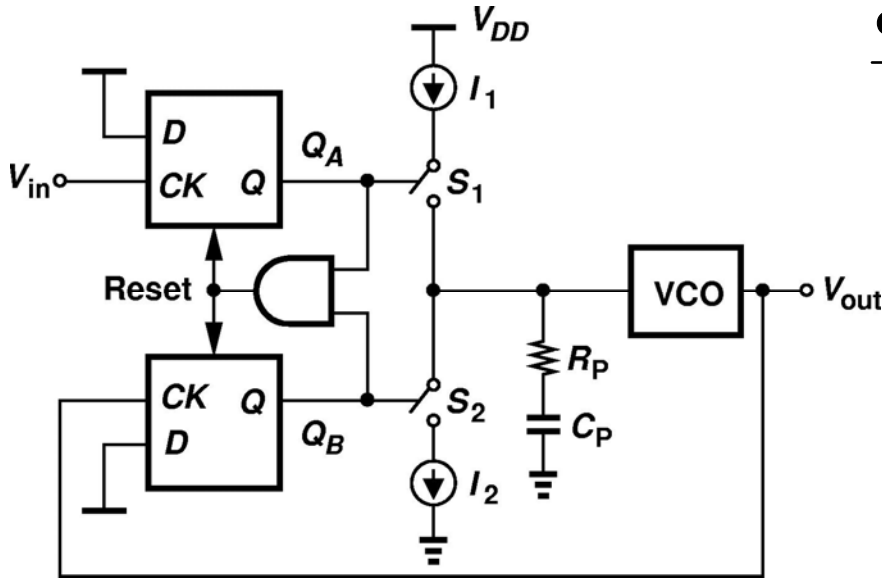 V_DD
I_1
D
Q_A
V_in
CK
Q
S_1
Reset
VCO
V_out
R_P
CK
Q
S_2
C_P
D
Q_B
I_2